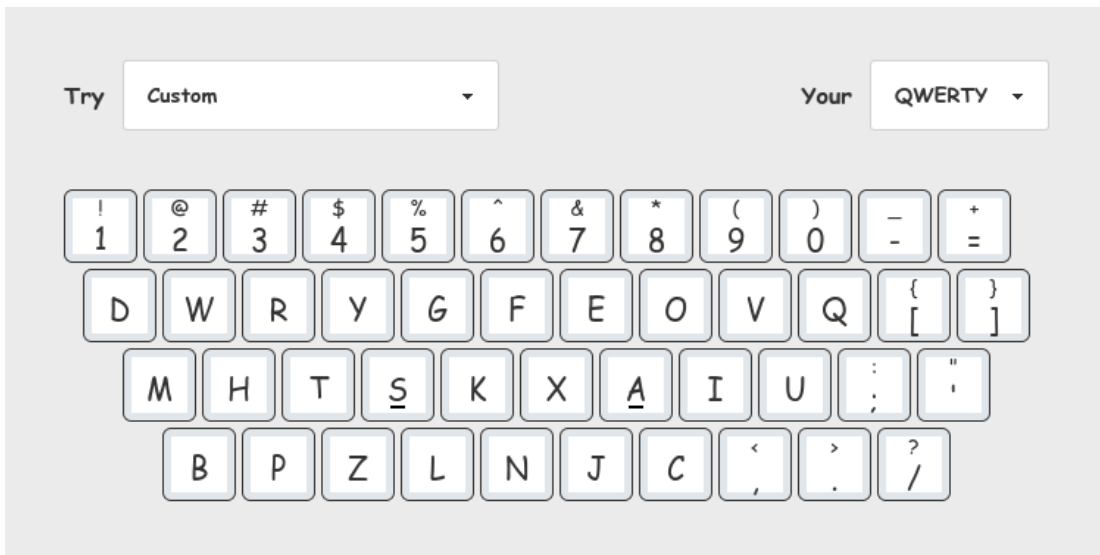 Try Custom Your QWERTY
! @ # $ % ^ & * ( ) _ +
1 2 3 4 5 6 7 8 9 0 - =
{ }
D W R Y G F E O V Q [ ]
: "
M H T S K X A I U ; '
< > ?
B P Z L N J C , . /